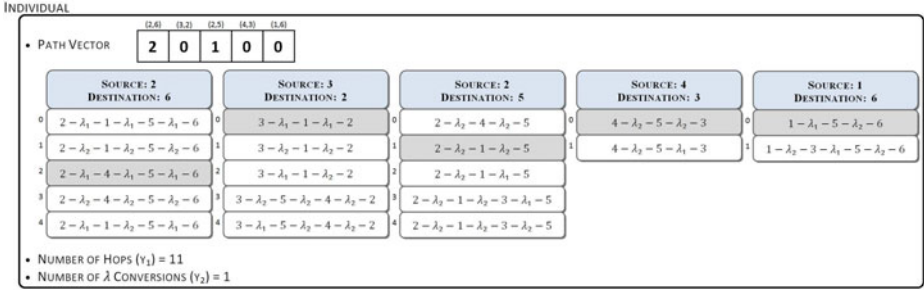 INDIVIDUAL
(2,6) (3,2) (2,5) (4,3) (1,6)
• PATH VECTOR 2 0 1 0 0
SOURCE: 2
DESTINATION: 6
0 2 − λ₁ − 1 − λ₁ − 5 − λ₁ − 6
1 2 − λ₂ − 1 − λ₂ − 5 − λ₂ − 6
2 2 − λ₁ − 4 − λ₁ − 5 − λ₁ − 6
3 2 − λ₂ − 4 − λ₂ − 5 − λ₂ − 6
4 2 − λ₁ − 1 − λ₂ − 5 − λ₁ − 6
SOURCE: 3
DESTINATION: 2
0 3 − λ₁ − 1 − λ₁ − 2
1 3 − λ₂ − 1 − λ₂ − 2
2 3 − λ₁ − 1 − λ₂ − 2
3 3 − λ₂ − 5 − λ₂ − 4 − λ₂ − 2
4 3 − λ₁ − 5 − λ₂ − 4 − λ₂ − 2
SOURCE: 2
DESTINATION: 5
0 2 − λ₂ − 4 − λ₂ − 5
1 2 − λ₂ − 1 − λ₂ − 5
2 2 − λ₂ − 1 − λ₁ − 5
3 2 − λ₂ − 1 − λ₂ − 3 − λ₁ − 5
4 2 − λ₂ − 1 − λ₂ − 3 − λ₂ − 5
SOURCE: 4
DESTINATION: 3
0 4 − λ₂ − 5 − λ₂ − 3
1 4 − λ₂ − 5 − λ₁ − 3
SOURCE: 1
DESTINATION: 6
0 1 − λ₁ − 5 − λ₂ − 6
1 1 − λ₂ − 3 − λ₁ − 5 − λ₂ − 6
• NUMBER OF HOPS (Y₁) = 11
• NUMBER OF λ CONVERSIONS (Y₂) = 1